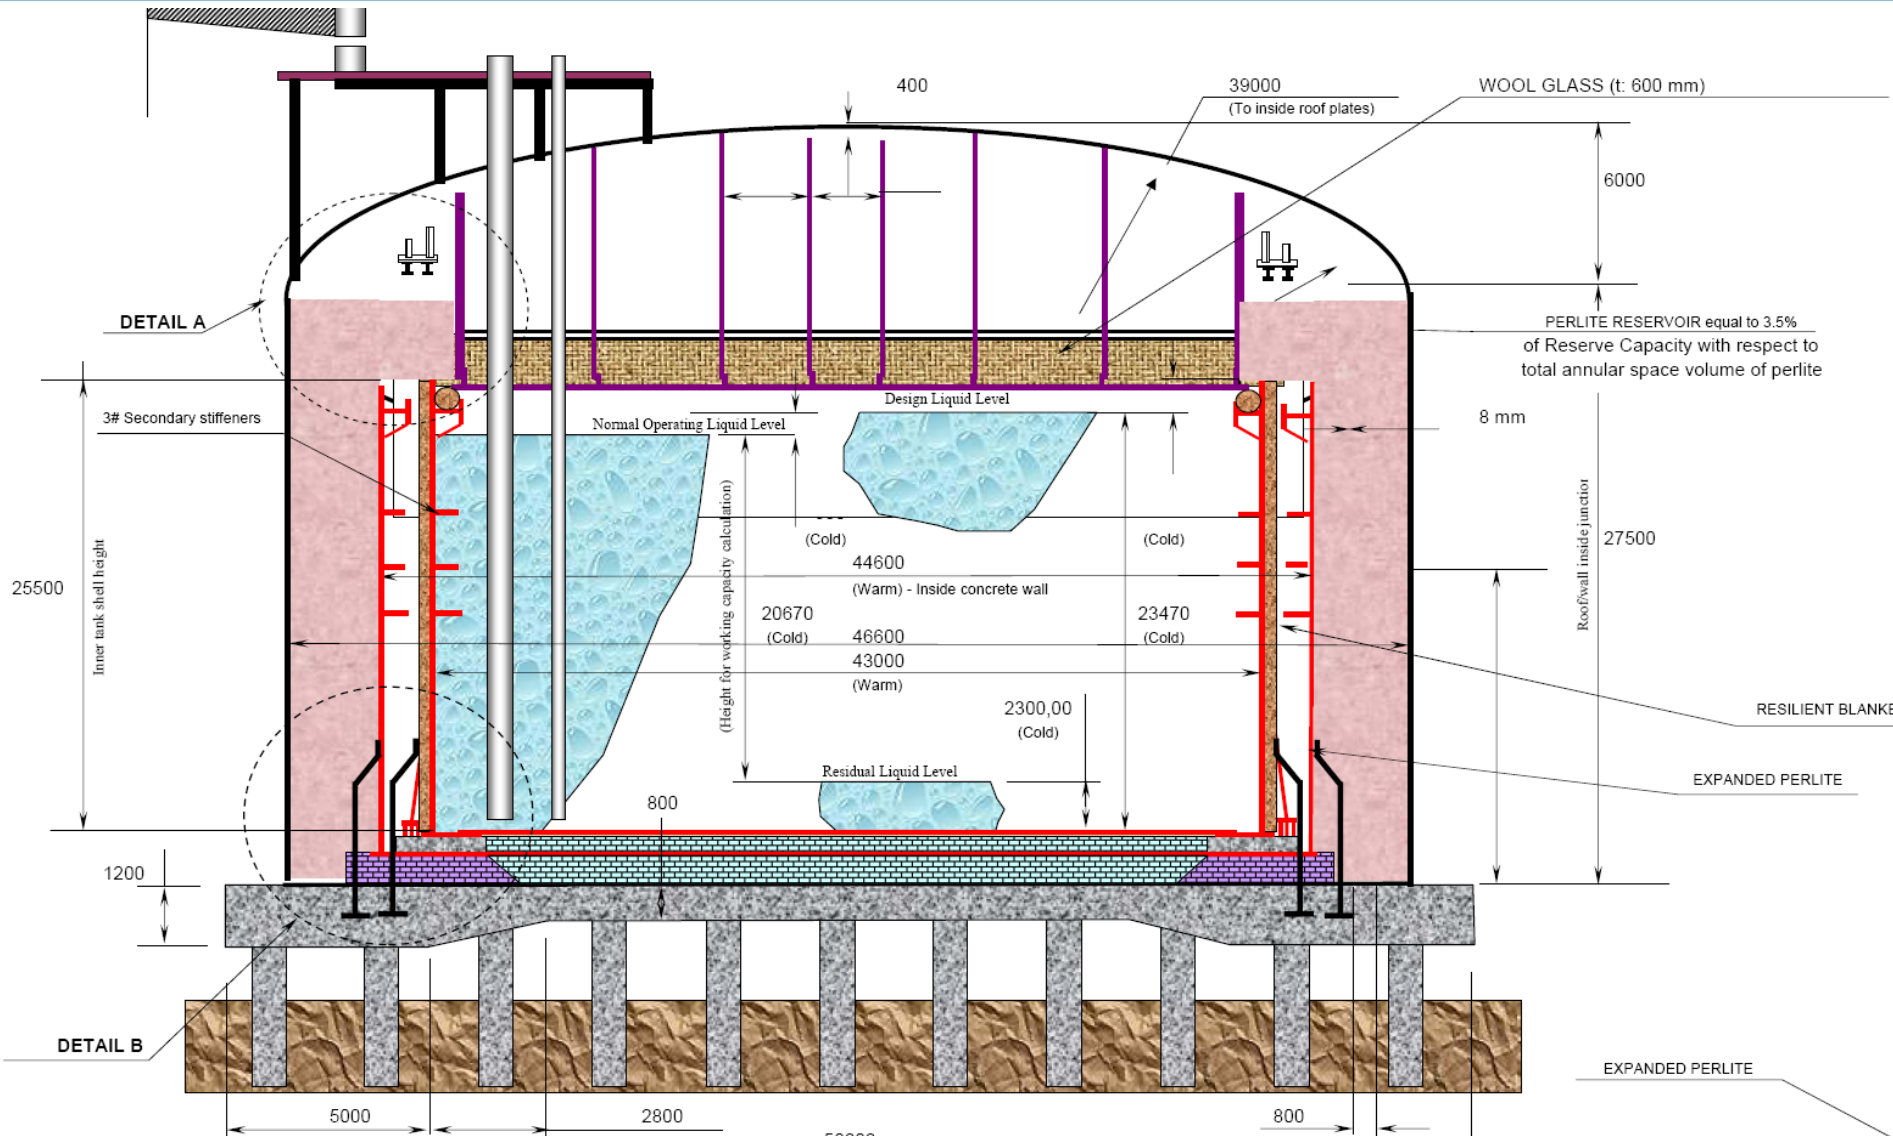 400
39000
(To inside roof plates)
WOOL GLASS (t: 600 mm)
6000
DETAIL A
PERLITE RESERVOIR equal to 3.5%
of Reserve Capacity with respect to
total annular space volume of perlite
3# Secondary stiffeners
Normal Operating Liquid Level
Design Liquid Level
8 mm
(Cold)
(Cold)
44600
(Warm) - Inside concrete wall
25500
Inner tank shell height
(Height for working capacity calculation)
20670
(Cold)
23470
(Cold)
46600
43000
(Warm)
Roof/wall inside junction
27500
2300,00
(Cold)
RESILIENT BLANKE
Residual Liquid Level
EXPANDED PERLITE
800
1200
DETAIL B
EXPANDED PERLITE
5000
2800
800